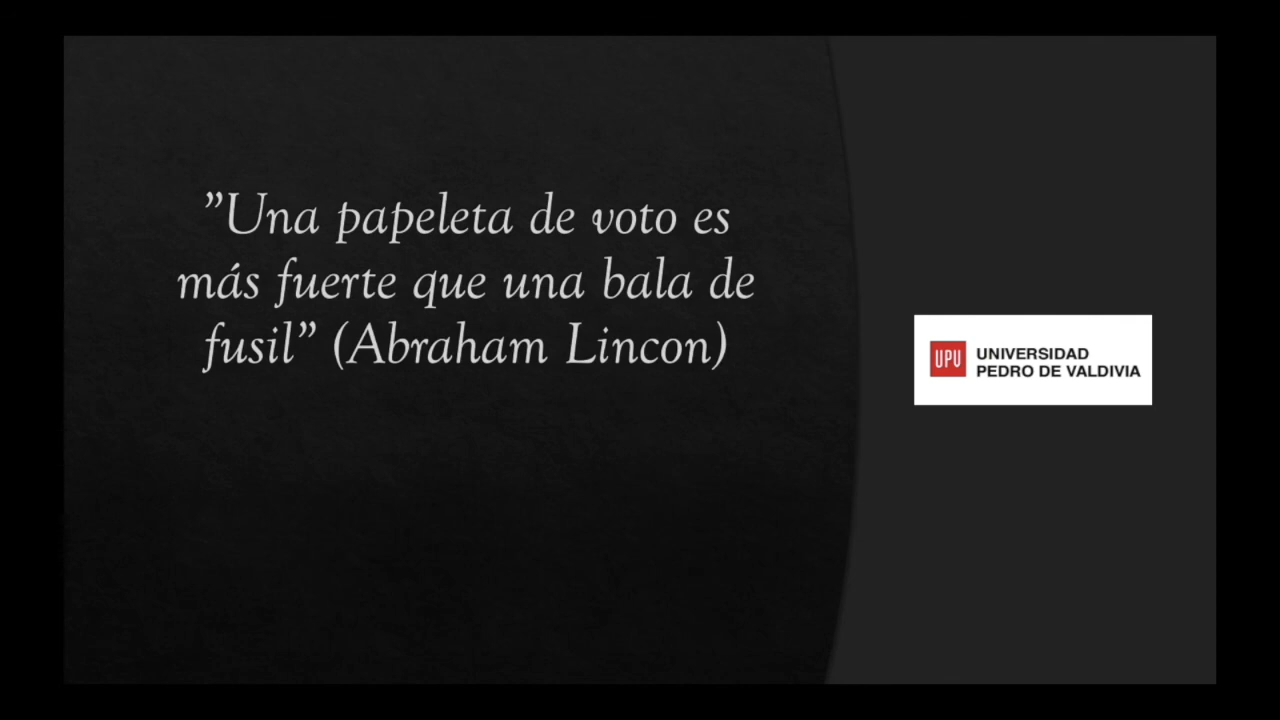 ”Una papeleta de voto es
más fuerte que una bala de
fusil” (Abraham Lincon)
UPV UNIVERSIDAD
PEDRO DE VALDIVIA